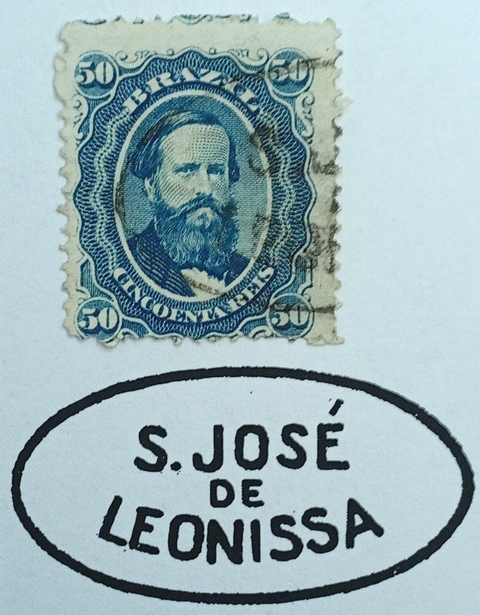 50 50
BRAZIL
CINCOENTA REIS
50 50
S. JOSÉ
DE
LEONISSA